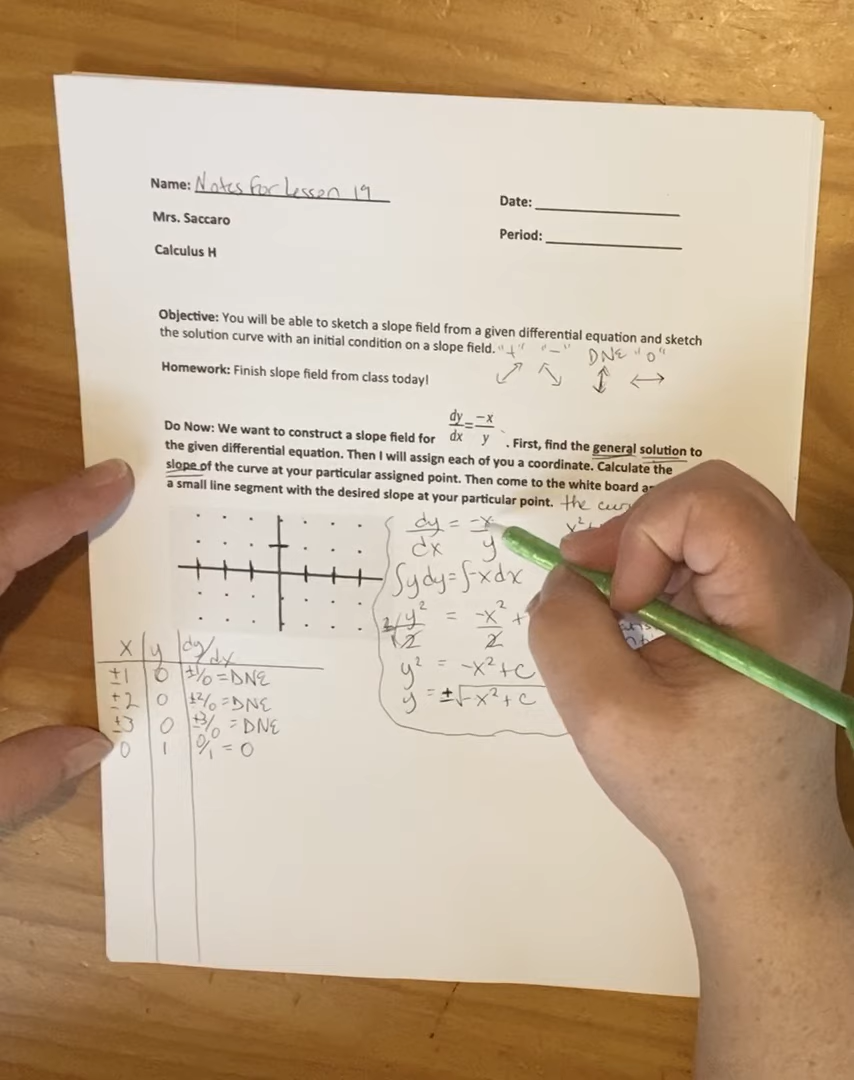 Name: Notes for Lesson 19
Date:
Mrs. Saccaro
Period:
Calculus H
Objective: You will be able to sketch a slope field from a given differential equation and sketch
the solution curve with an initial condition on a slope field. "+" "−" DNE "0"
Homework: Finish slope field from class today!
Do Now: We want to construct a slope field for dy/dx = -x/y . First, find the general solution to
the given differential equation. Then I will assign each of you a coordinate. Calculate the
slope of the curve at your particular assigned point. Then come to the white board
a small line segment with the desired slope at your particular point. the
dy/dx = -x/y
∫ydy = ∫-xdx
y²/2 = -x²/2 +
y² = -x² + C
y = ±√-x² + C
x y dy/dx
±1 0 ±1/0 = DNE
±2 0 ±2/0 = DNE
±3 0 ±3/0 = DNE
0 1 0/1 = 0